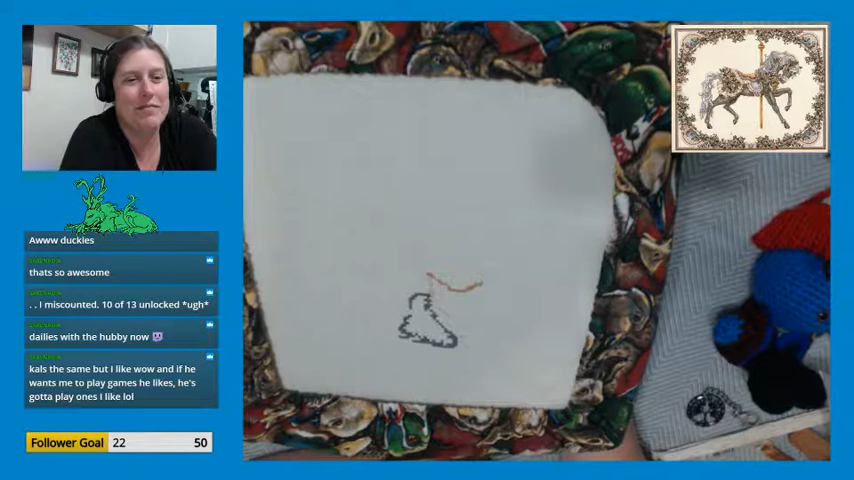 Awww duckies
thats so awesome
. . I miscounted. 10 of 13 unlocked *ugh*
dailies with the hubby now
kals the same but I like wow and if he
wants me to play games he likes, he's
gotta play ones I like lol
Follower Goal 22 50